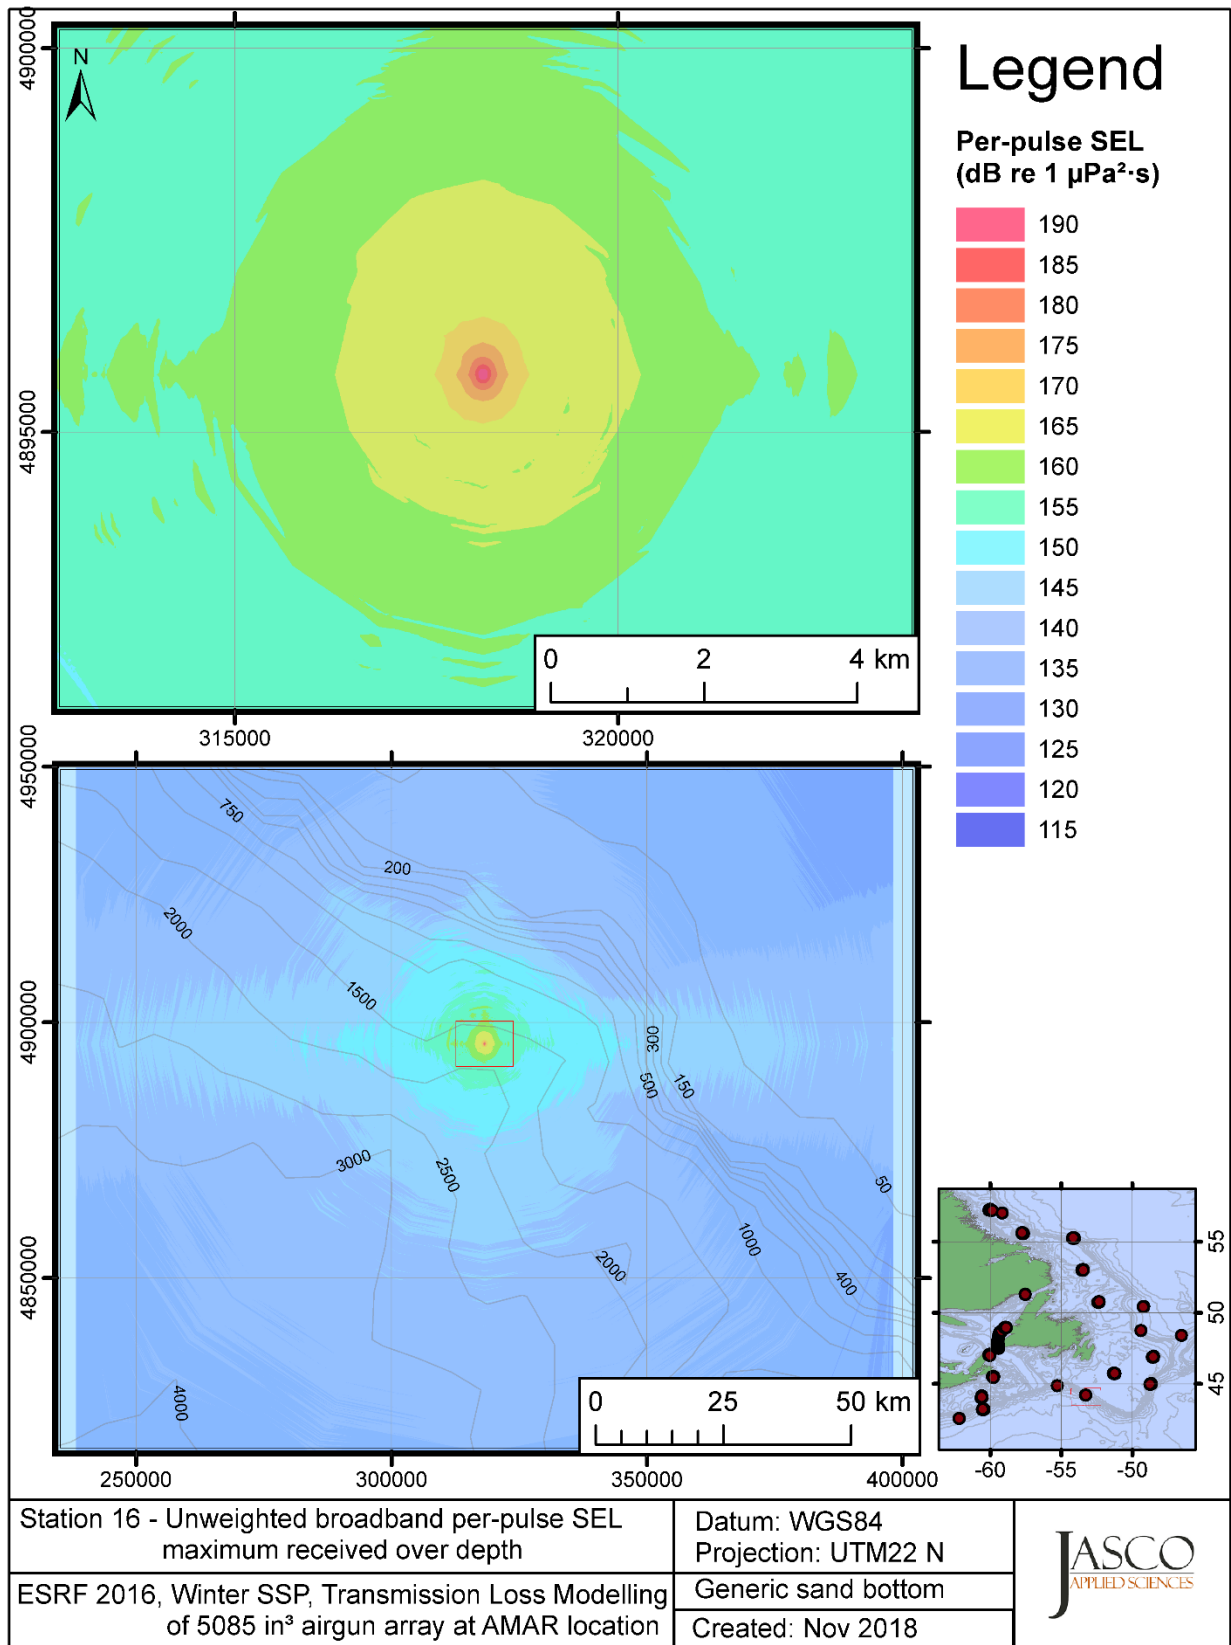 N
4900000
4895000
315000
320000
0 2 4 km
Legend
Per-pulse SEL
(dB re 1 µPa²·s)
190
185
180
175
170
165
160
155
150
145
140
135
130
125
120
115
4950000
4900000
4850000
250000
300000
350000
400000
750
200
2000
1500
300
500
150
3000
2500
50
2000
1000
400
4000
0 25 50 km
55
50
45
-60 -55 -50
Station 16 - Unweighted broadband per-pulse SEL
maximum received over depth
ESRF 2016, Winter SSP, Transmission Loss Modelling
of 5085 in³ airgun array at AMAR location
Datum: WGS84
Projection: UTM22 N
Generic sand bottom
Created: Nov 2018
JASCO
APPLIED SCIENCES